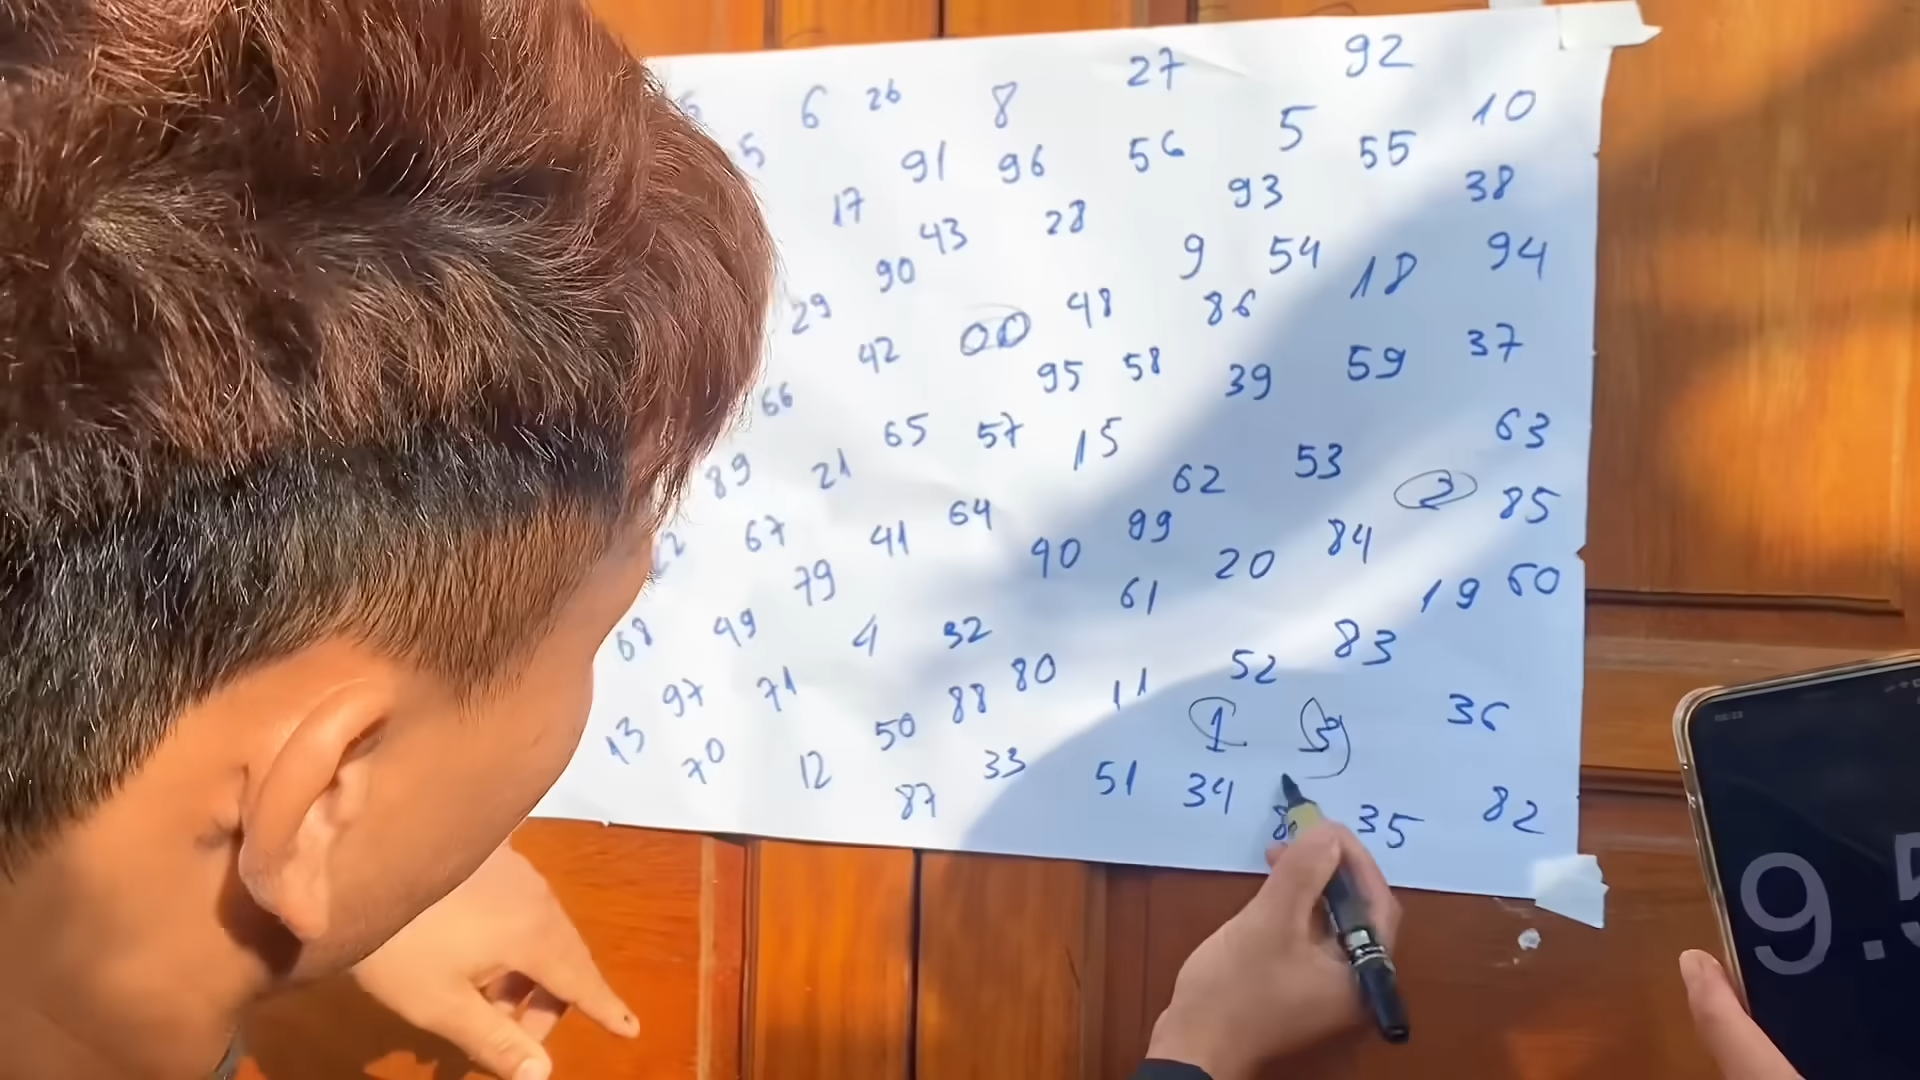 6 26 8 27 92
5 91 96 56 5 55 10
17 43 28 93 38
29 90 9 54 18 94
42 00 48 86
66 95 58 39 59 37
65 57 15 63
89 21 62 53 2 85
67 41 64 90 99 20 84
79 61 19 60
68 49 4 32 83
97 71 88 80 11 52
13 70 12 50 33 1 3 36
87 51 34 35 82
9.5